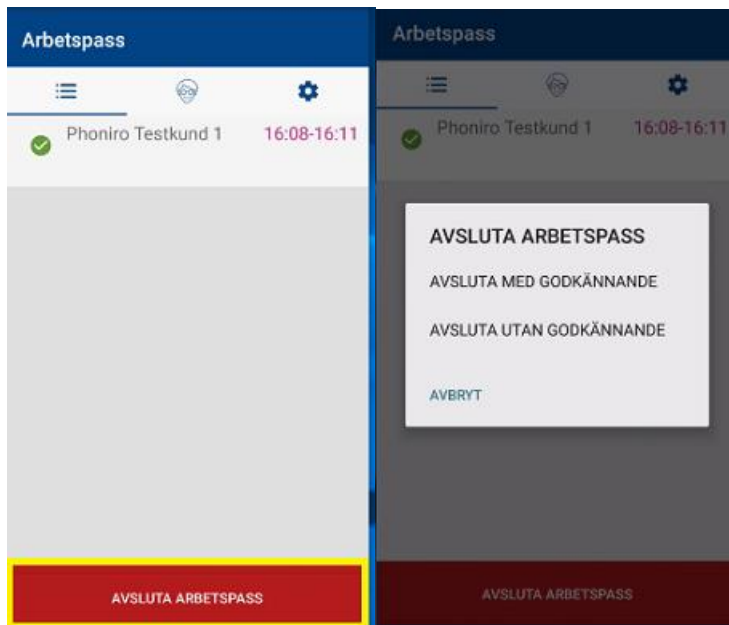 Arbetspass
Phoniro Testkund 1 16:08-16:11
AVSLUTA ARBETSPASS
Arbetspass
Phoniro Testkund 1 16:08-16:11
AVSLUTA ARBETSPASS
AVSLUTA MED GODKÄNNANDE
AVSLUTA UTAN GODKÄNNANDE
AVBRYT
AVSLUTA ARBETSPASS